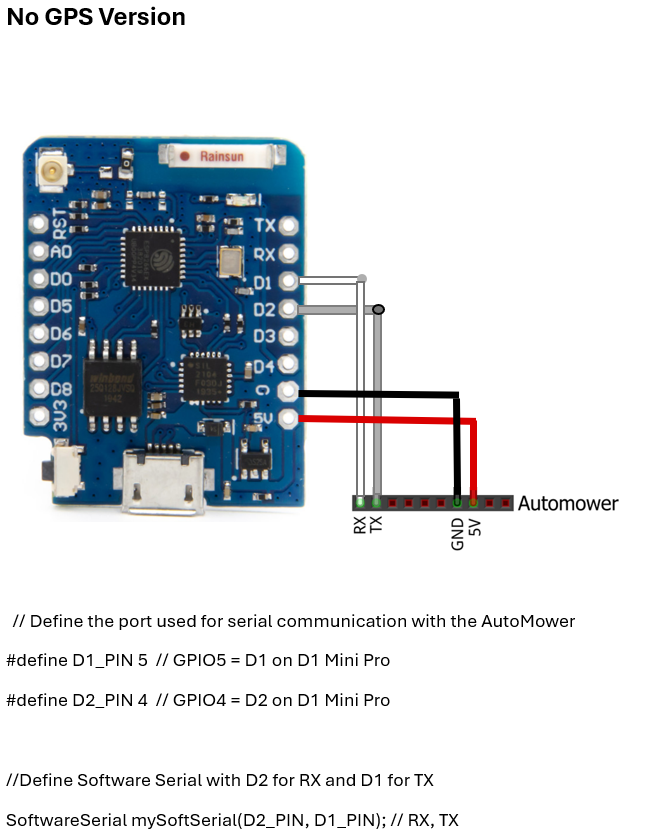 No GPS Version
Rainsun
RST
TX
A0
RX
D0
D1
D5
D2
D6
D3
D7
D4
D8
G
3V3
5V
winbond
Automower
RX
TX
GND
5V
// Define the port used for serial communication with the AutoMower
#define D1_PIN 5 // GPIO5 = D1 on D1 Mini Pro
#define D2_PIN 4 // GPIO4 = D2 on D1 Mini Pro
//Define Software Serial with D2 for RX and D1 for TX
SoftwareSerial mySoftSerial(D2_PIN, D1_PIN); // RX, TX